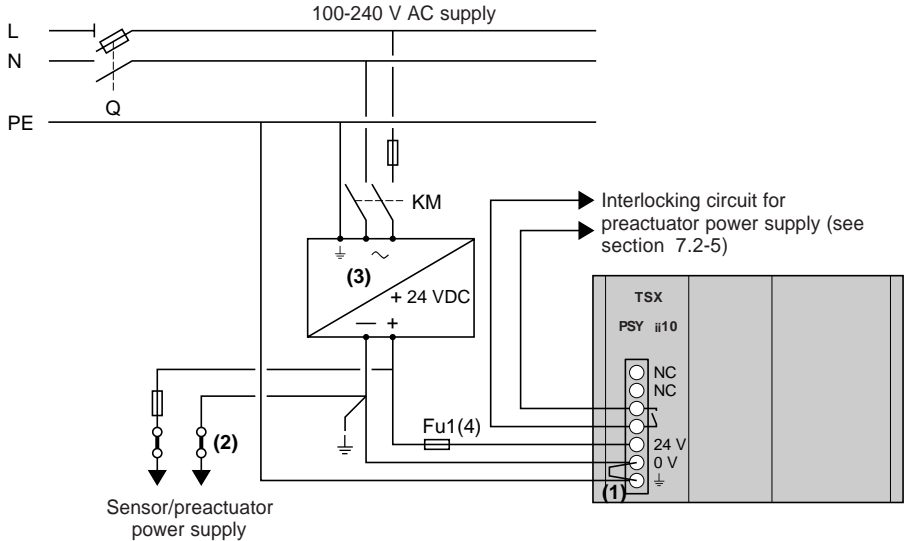 100-240 V AC supply
L
N
Q
PE
KM
Interlocking circuit for
preactuator power supply (see
section 7.2-5)
(3)
+ 24 VDC
— +
TSX
PSY ii10
NC
NC
Fu1(4)
24 V
(2)
0 V
(1)
Sensor/preactuator
power supply